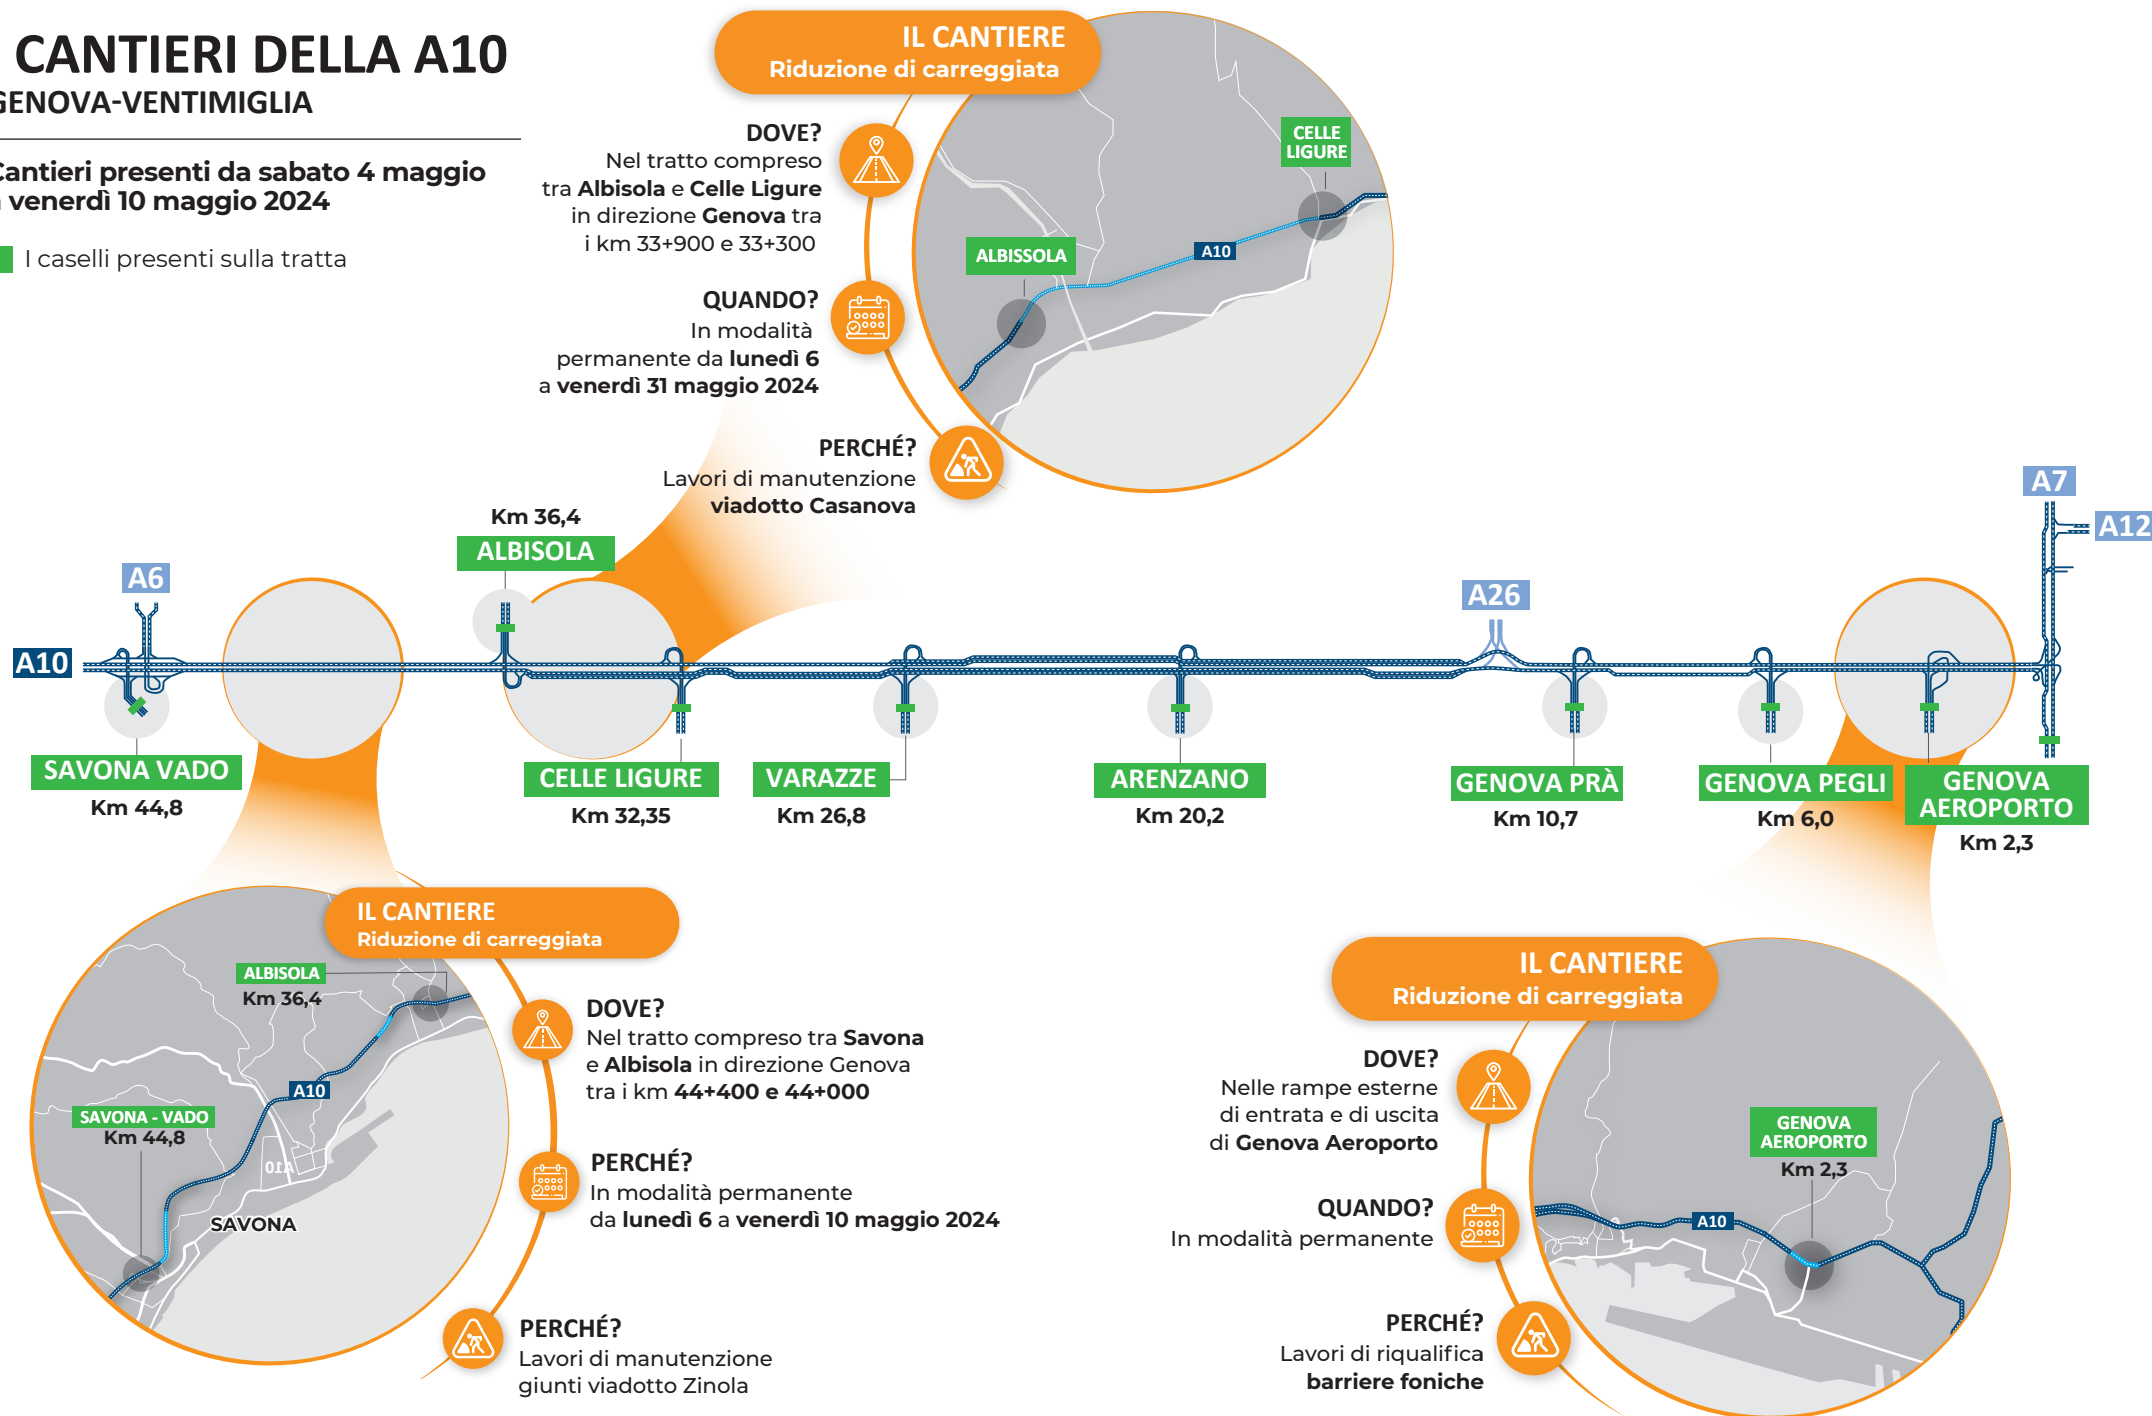 CANTIERI DELLA A10
GENOVA-VENTIMIGLIA
Cantieri presenti da sabato 4 maggio
a venerdì 10 maggio 2024
I caselli presenti sulla tratta
IL CANTIERE
Riduzione di carreggiata
DOVE?
Nel tratto compreso
tra Albisola e Celle Ligure
in direzione Genova tra
i km 33+900 e 33+300
QUANDO?
In modalità
permanente da lunedì 6
a venerdì 31 maggio 2024
PERCHÉ?
Lavori di manutenzione
viadotto Casanova
CELLE
LIGURE
ALBISSOLA
A10
A7
A12
Km 36,4
ALBISOLA
A6
A26
A10
SAVONA VADO
Km 44,8
CELLE LIGURE
Km 32,35
VARAZZE
Km 26,8
ARENZANO
Km 20,2
GENOVA PRÀ
Km 10,7
GENOVA PEGLI
Km 6,0
GENOVA
AEROPORTO
Km 2,3
IL CANTIERE
Riduzione di carreggiata
ALBISOLA
Km 36,4
A10
SAVONA - VADO
Km 44,8
A10
SAVONA
DOVE?
Nel tratto compreso tra Savona
e Albisola in direzione Genova
tra i km 44+400 e 44+000
PERCHÉ?
In modalità permanente
da lunedì 6 a venerdì 10 maggio 2024
PERCHÉ?
Lavori di manutenzione
giunti viadotto Zinola
IL CANTIERE
Riduzione di carreggiata
DOVE?
Nelle rampe esterne
di entrata e di uscita
di Genova Aeroporto
QUANDO?
In modalità permanente
PERCHÉ?
Lavori di riqualifica
barriere foniche
GENOVA
AEROPORTO
Km 2,3
A10